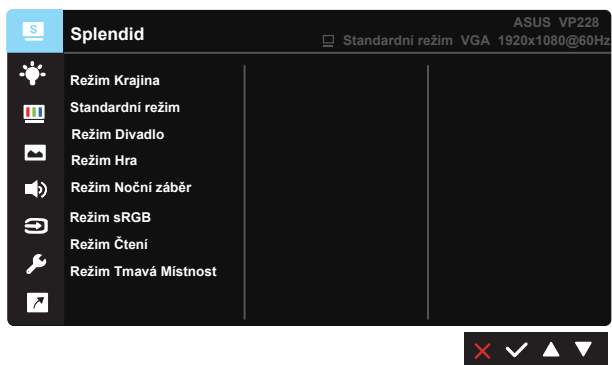 S
Splendid
ASUS VP228
Standardní režim VGA 1920x1080@60Hz
Režim Krajina
Standardní režim
Režim Divadlo
Režim Hra
Režim Noční záběr
Režim sRGB
Režim Čtení
Režim Tmavá Místnost